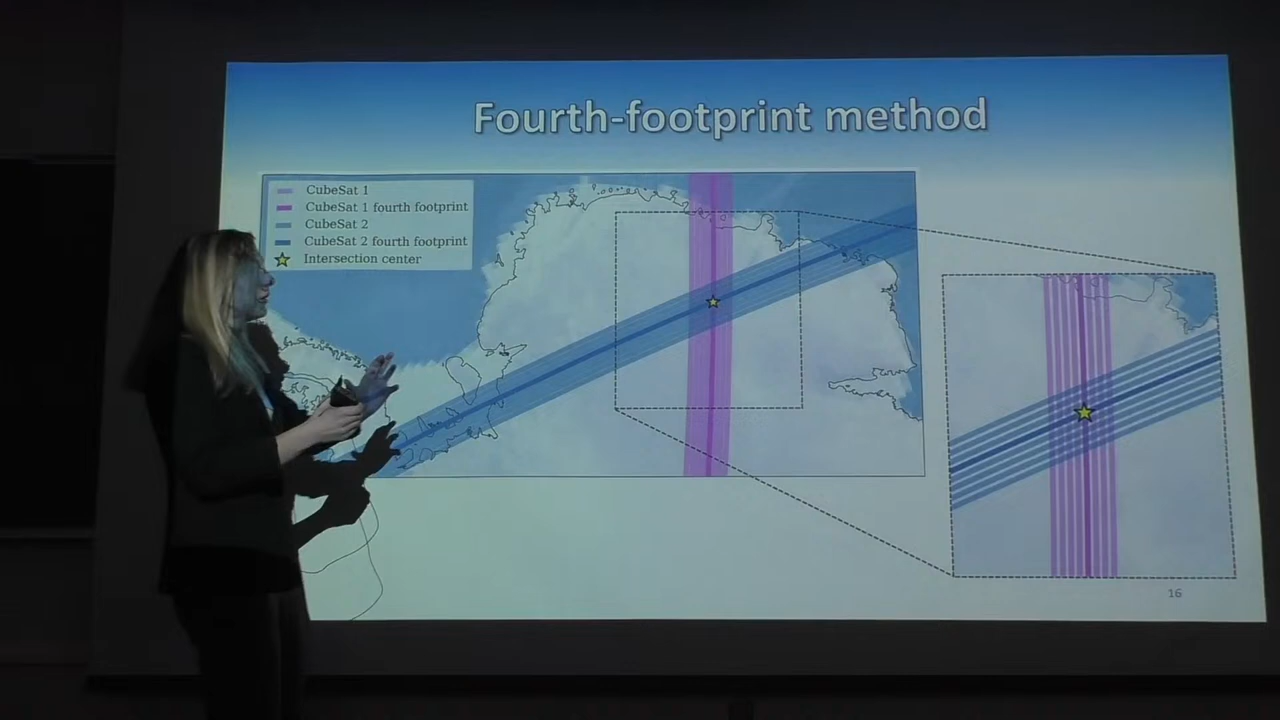 Fourth-footprint method
CubeSat 1
CubeSat 1 fourth footprint
CubeSat 2
CubeSat 2 fourth footprint
Intersection center
16